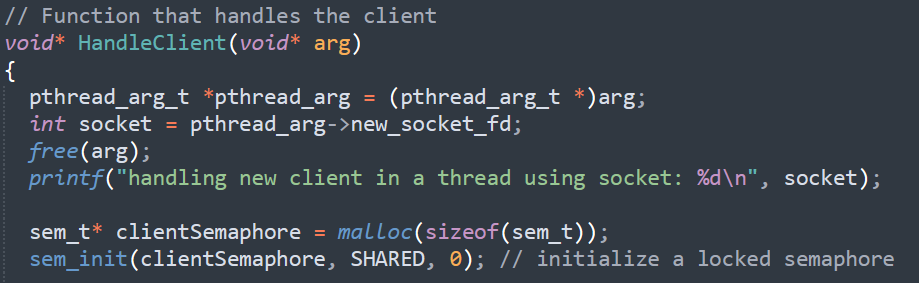 // Function that handles the client
void* HandleClient(void* arg)
{
pthread_arg_t *pthread_arg = (pthread_arg_t *)arg;
int socket = pthread_arg->new_socket_fd;
free(arg);
printf("handling new client in a thread using socket: %d\n", socket);
sem_t* clientSemaphore = malloc(sizeof(sem_t));
sem_init(clientSemaphore, SHARED, 0); // initialize a locked semaphore